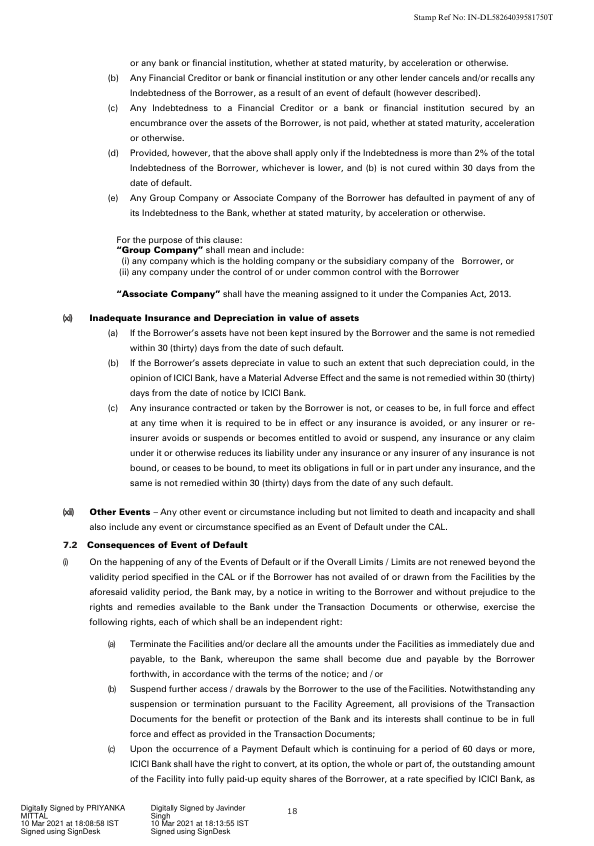 Stamp Ref No: IN-DL58264039581750T
or any bank or financial institution, whether at stated maturity, by acceleration or otherwise.
(b) Any Financial Creditor or bank or financial institution or any other lender cancels and/or recalls any
Indebtedness of the Borrower, as a result of an event of default (however described).
(c) Any Indebtedness to a Financial Creditor or a bank or financial institution secured by an
encumbrance over the assets of the Borrower, is not paid, whether at stated maturity, acceleration
or otherwise.
(d) Provided, however, that the above shall apply only if the Indebtedness is more than 2% of the total
Indebtedness of the Borrower, whichever is lower, and (b) is not cured within 30 days from the
date of default.
(e) Any Group Company or Associate Company of the Borrower has defaulted in payment of any of
its Indebtedness to the Bank, whether at stated maturity, by acceleration or otherwise.
For the purpose of this clause:
“Group Company” shall mean and include:
(i) any company which is the holding company or the subsidiary company of the Borrower, or
(ii) any company under the control of or under common control with the Borrower
“Associate Company” shall have the meaning assigned to it under the Companies Act, 2013.
(xi) Inadequate Insurance and Depreciation in value of assets
(a) If the Borrower’s assets have not been kept insured by the Borrower and the same is not remedied
within 30 (thirty) days from the date of such default.
(b) If the Borrower’s assets depreciate in value to such an extent that such depreciation could, in the
opinion of ICICI Bank, have a Material Adverse Effect and the same is not remedied within 30 (thirty)
days from the date of notice by ICICI Bank.
(c) Any insurance contracted or taken by the Borrower is not, or ceases to be, in full force and effect
at any time when it is required to be in effect or any insurance is avoided, or any insurer or re-
insurer avoids or suspends or becomes entitled to avoid or suspend, any insurance or any claim
under it or otherwise reduces its liability under any insurance or any insurer of any insurance is not
bound, or ceases to be bound, to meet its obligations in full or in part under any insurance, and the
same is not remedied within 30 (thirty) days from the date of any such default.
(xii) Other Events – Any other event or circumstance including but not limited to death and incapacity and shall
also include any event or circumstance specified as an Event of Default under the CAL.
7.2 Consequences of Event of Default
(i) On the happening of any of the Events of Default or if the Overall Limits / Limits are not renewed beyond the
validity period specified in the CAL or if the Borrower has not availed of or drawn from the Facilities by the
aforesaid validity period, the Bank may, by a notice in writing to the Borrower and without prejudice to the
rights and remedies available to the Bank under the Transaction Documents or otherwise, exercise the
following rights, each of which shall be an independent right:
(a) Terminate the Facilities and/or declare all the amounts under the Facilities as immediately due and
payable, to the Bank, whereupon the same shall become due and payable by the Borrower
forthwith, in accordance with the terms of the notice; and / or
(b) Suspend further access / drawals by the Borrower to the use of the Facilities. Notwithstanding any
suspension or termination pursuant to the Facility Agreement, all provisions of the Transaction
Documents for the benefit or protection of the Bank and its interests shall continue to be in full
force and effect as provided in the Transaction Documents;
(c) Upon the occurrence of a Payment Default which is continuing for a period of 60 days or more,
ICICI Bank shall have the right to convert, at its option, the whole or part of, the outstanding amount
of the Facility into fully paid-up equity shares of the Borrower, at a rate specified by ICICI Bank, as
18
Digitally Signed by PRIYANKA
MITTAL
10 Mar 2021 at 18:08:58 IST
Signed using SignDesk
Digitally Signed by Javinder
Singh
10 Mar 2021 at 18:13:55 IST
Signed using SignDesk